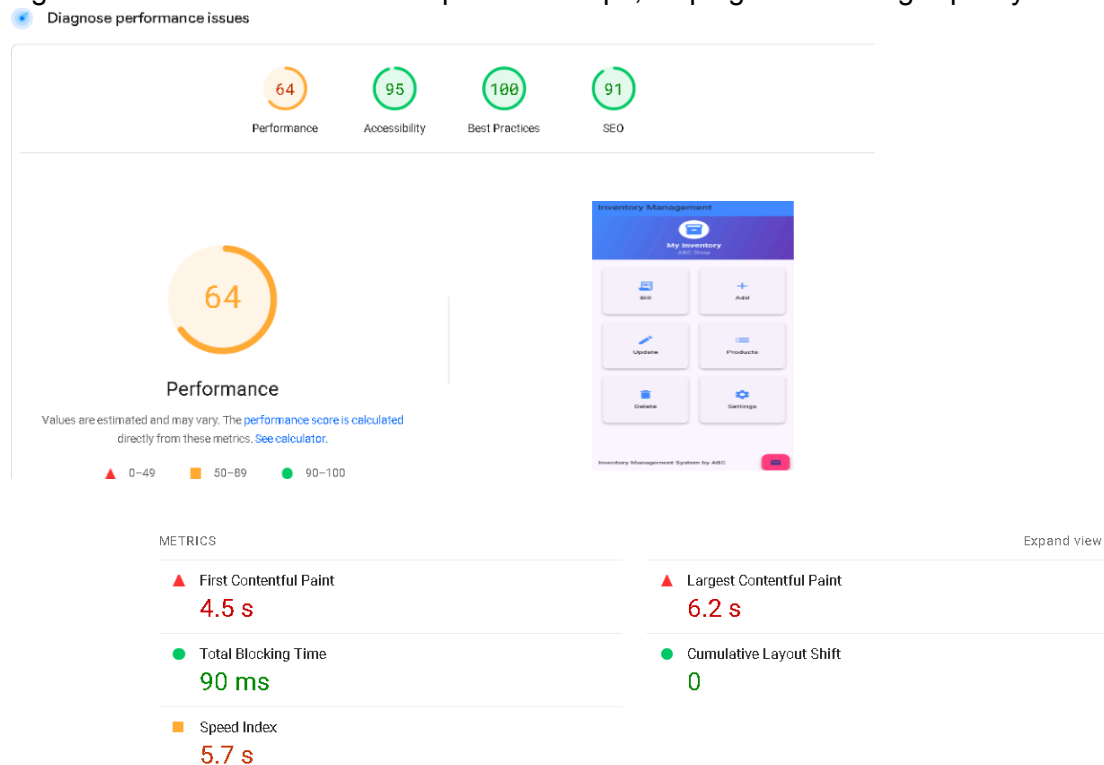 Diagnose performance issues
64
95
100
91
Performance
Accessibility
Best Practices
SEO
64
Performance
Values are estimated and may vary. The performance score is calculated
directly from these metrics. See calculator.
0–49
50–89
90–100
Inventory Management
My Inventory
ABC Shop
Bill
Add
Update
Products
Delete
Settings
Inventory Management System by ABC
METRICS
Expand view
First Contentful Paint
4.5 s
Largest Contentful Paint
6.2 s
Total Blocking Time
90 ms
Cumulative Layout Shift
0
Speed Index
5.7 s